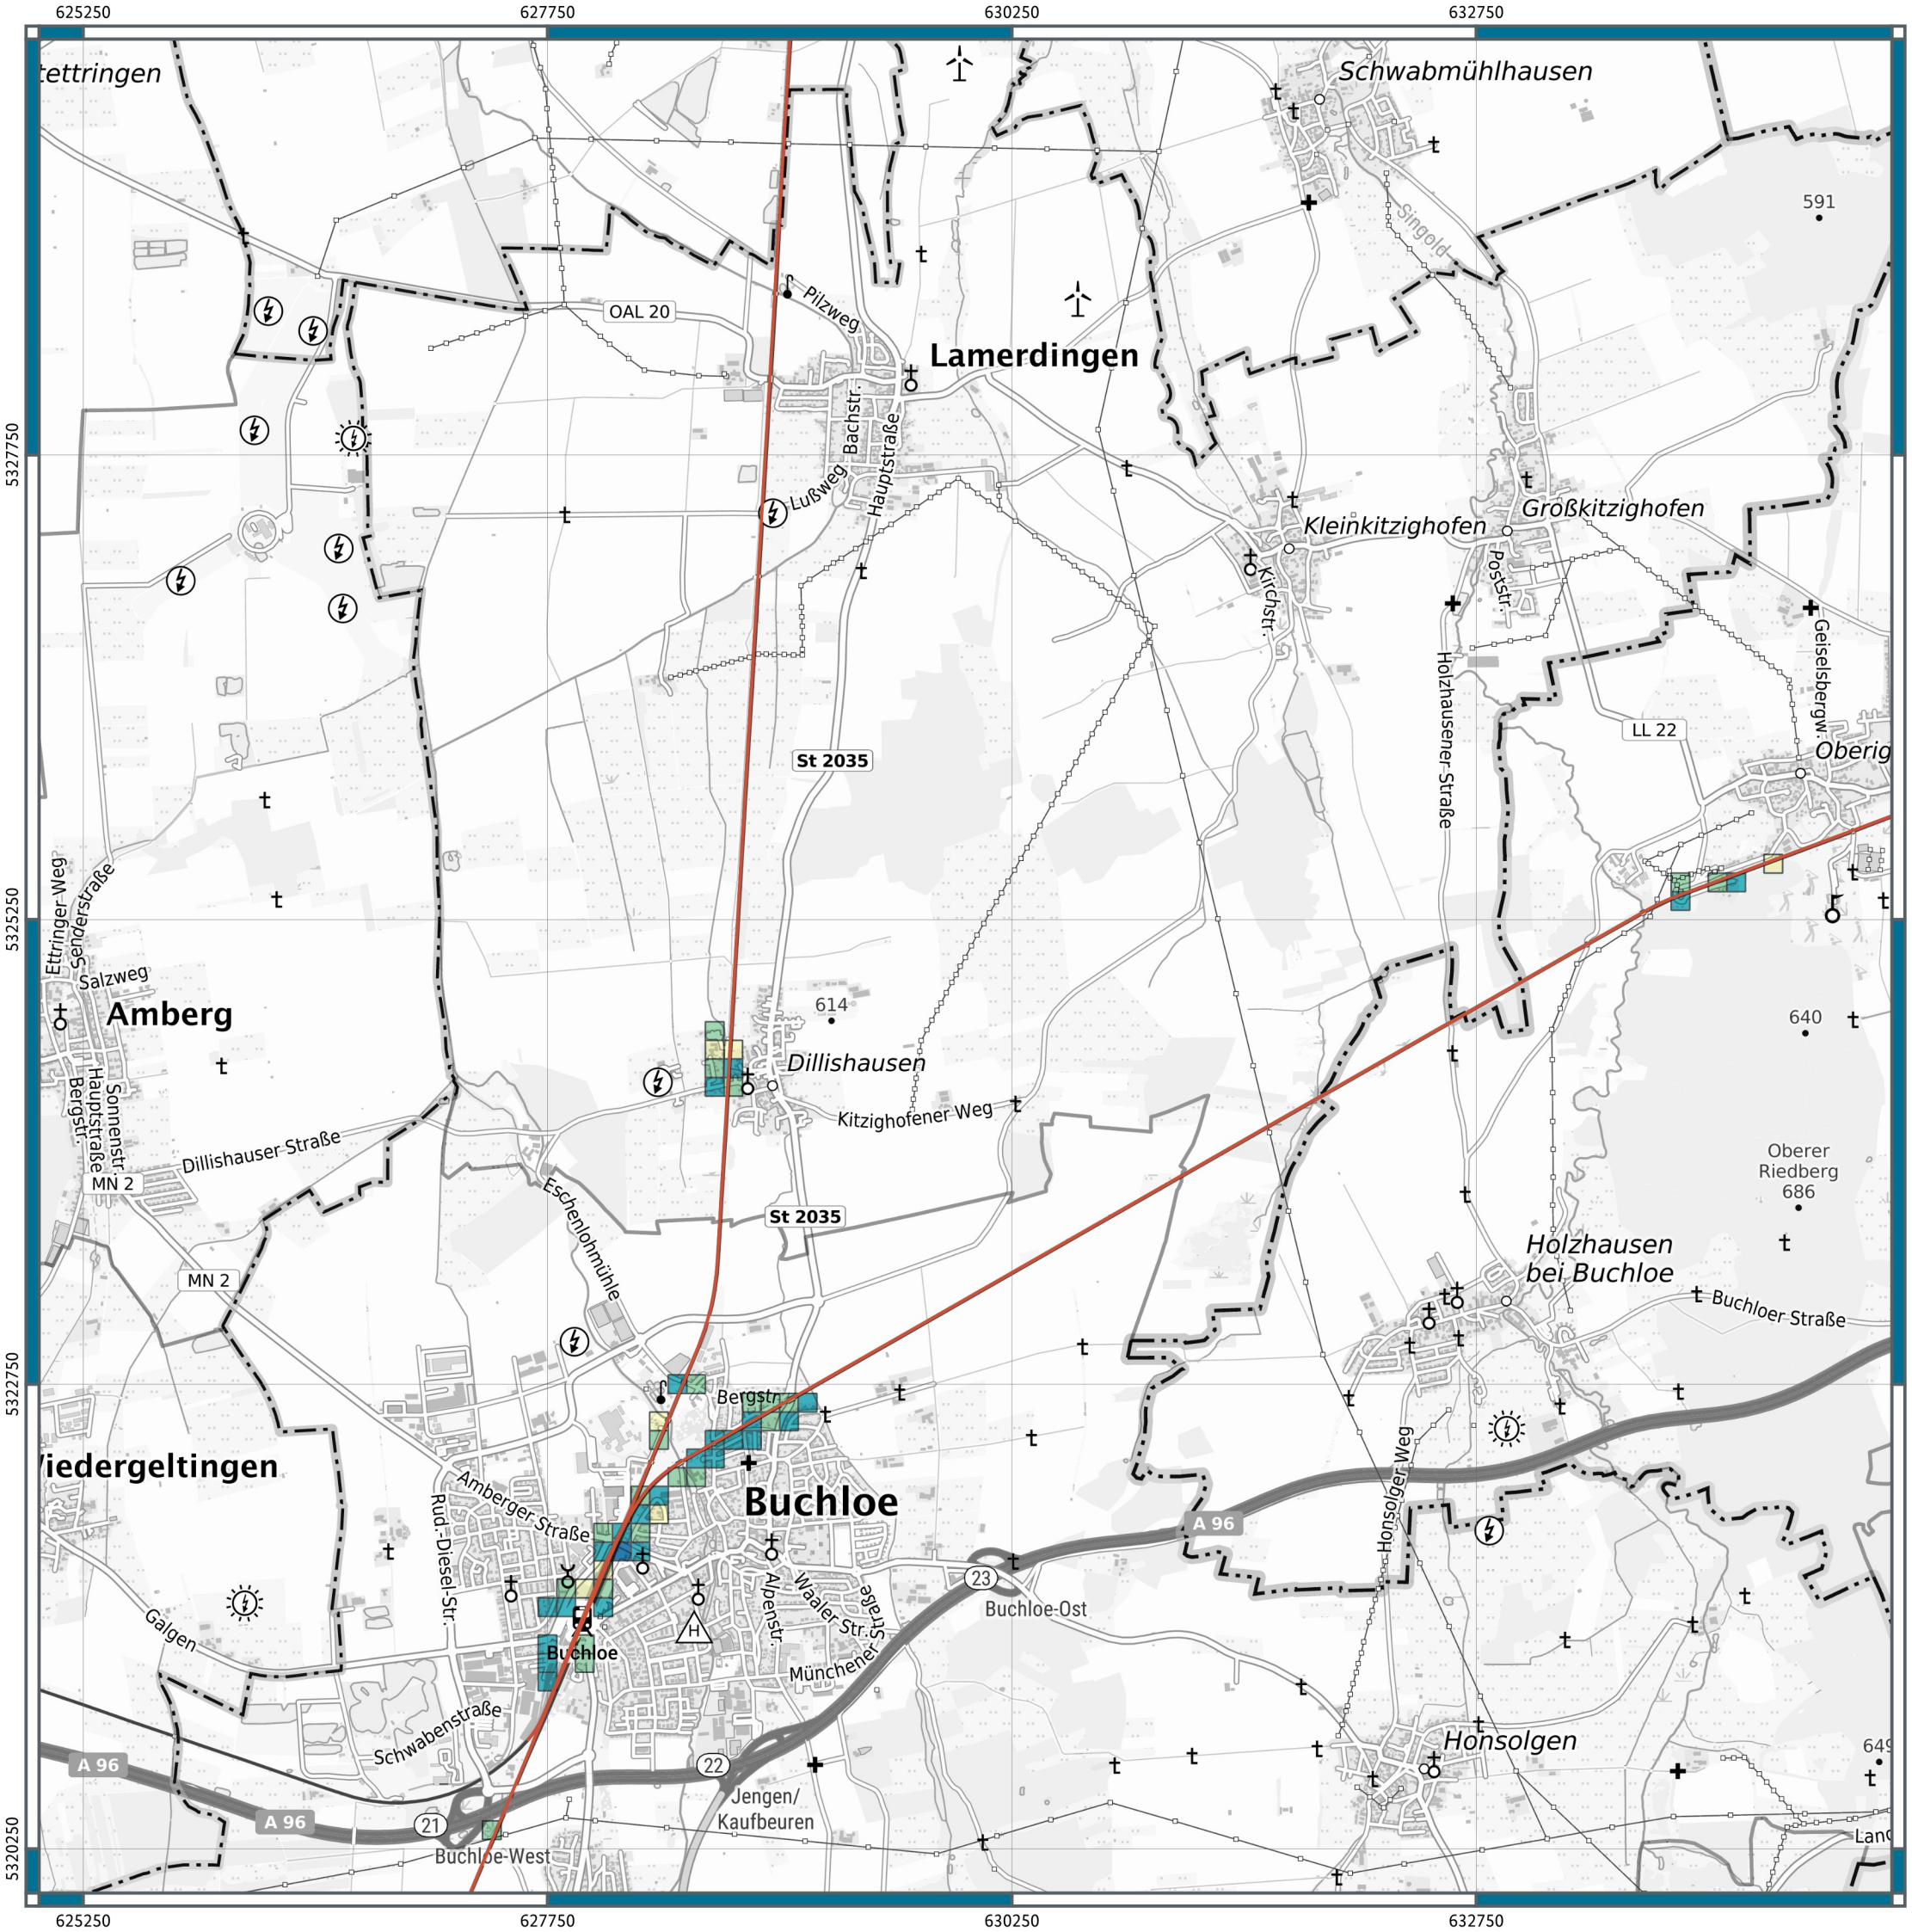 625250
627750
630250
632750
tettringen
Schwabmühlhausen
591
Singold
Pilzweg
OAL 20
Lamerdingen
Bachstr.
Hauptstraße
Lußweg
5327750
Großkitzighofen
Kleinkitzighofen
Poststr.
Kirchstr.
Geiselsbergw.
Holzhausener Straße
LL 22
Oberig
St 2035
Ettringer Weg
Senderstraße
5325250
Salzweg
Amberg
614
640
Dillishausen
Kitzighofener Weg
Sonnenstr.
Hauptstraße
Bergstr.
Dillishauser Straße
MN 2
Oberer
Riedberg
686
Eschenlohmühle
St 2035
Holzhausen
bei Buchloe
MN 2
Buchloer Straße
5322750
Bergstr.
iedergeltingen
Amberger Straße
Buchloe
Rud.-Diesel-Str.
Honsolger Weg
A 96
23
Buchloe-Ost
Alpenstr.
Waaler Str.
Münchener
Straße
H
Galgen
Buchloe
Schwabenstraße
Honsolgen
649
A 96
22
Jengen/
Kaufbeuren
A 96
21
Buchloe-West
5320250
Land
625250
627750
630250
632750